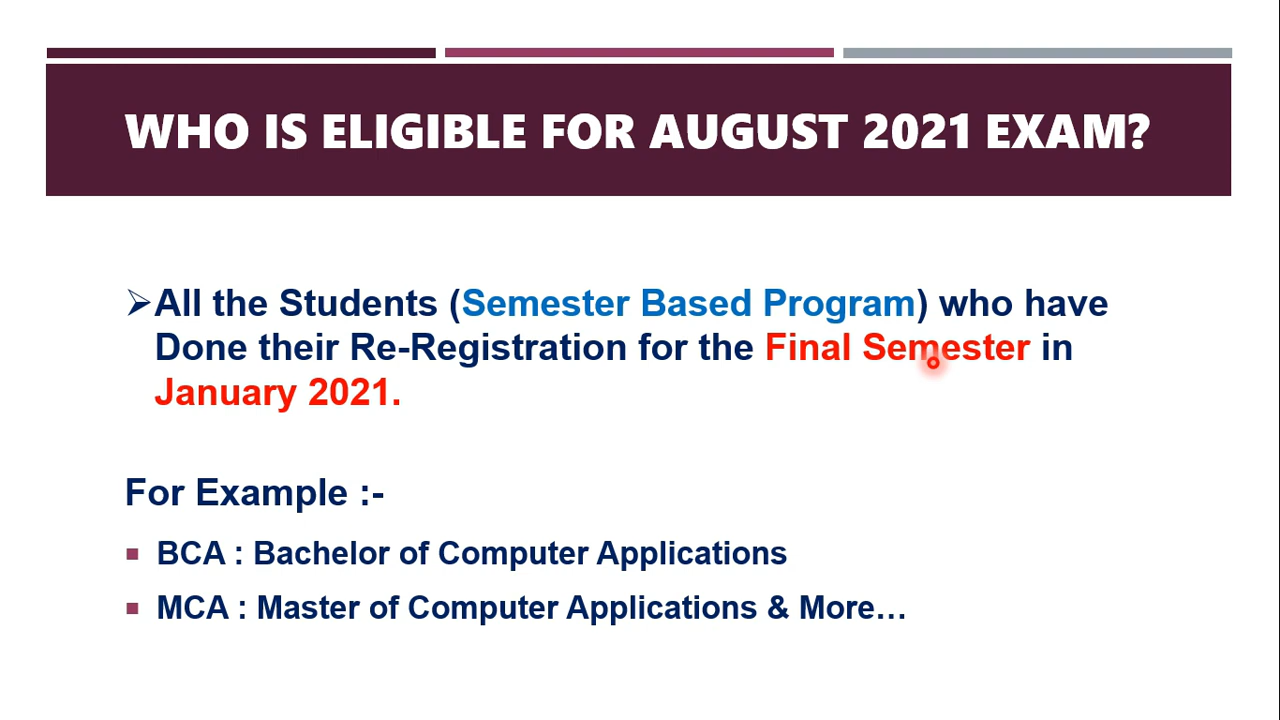 WHO IS ELIGIBLE FOR AUGUST 2021 EXAM?
All the Students (Semester Based Program) who have
Done their Re-Registration for the Final Semester in
January 2021.
For Example :-
BCA : Bachelor of Computer Applications
MCA : Master of Computer Applications & More…